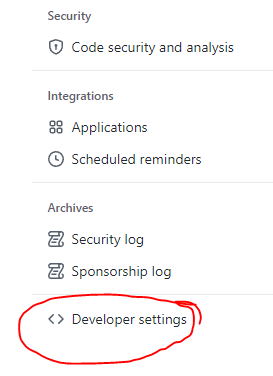 Security
Code security and analysis
Integrations
Applications
Scheduled reminders
Archives
Security log
Sponsorship log
Developer settings